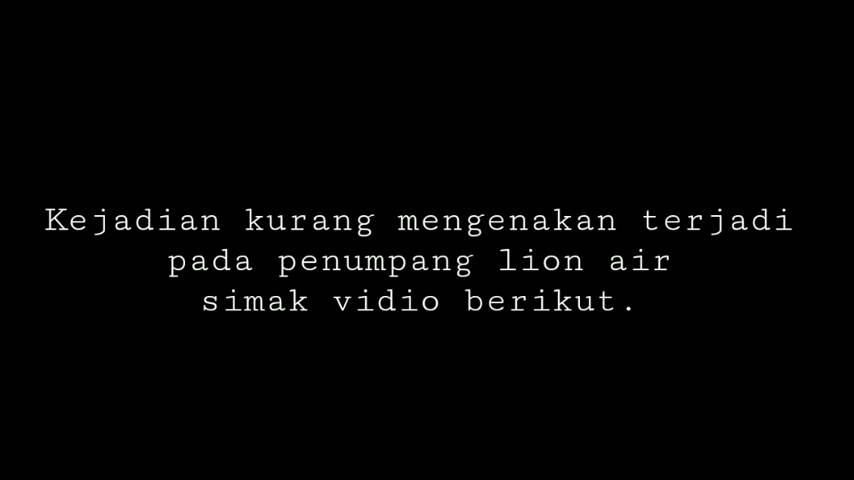 Kejadian kurang mengenakan terjadi
pada penumpang lion air
simak vidio berikut.